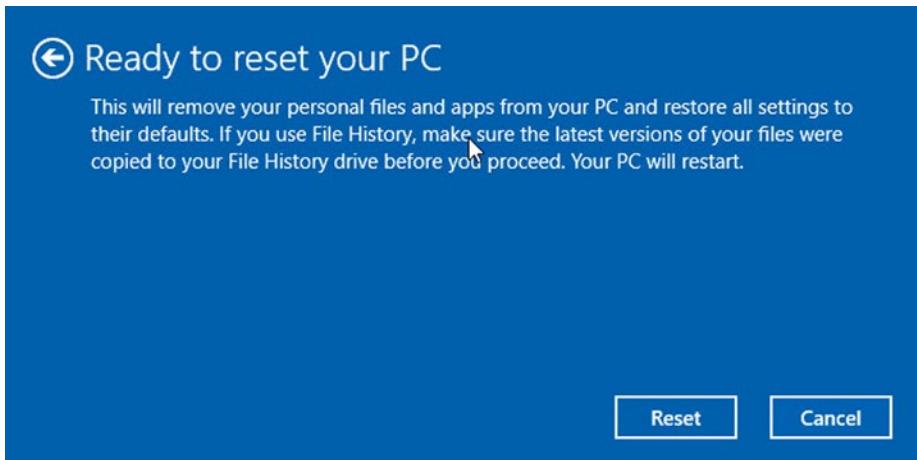 Ready to reset your PC
This will remove your personal files and apps from your PC and restore all settings to
their defaults. If you use File History, make sure the latest versions of your files were
copied to your File History drive before you proceed. Your PC will restart.
Reset
Cancel